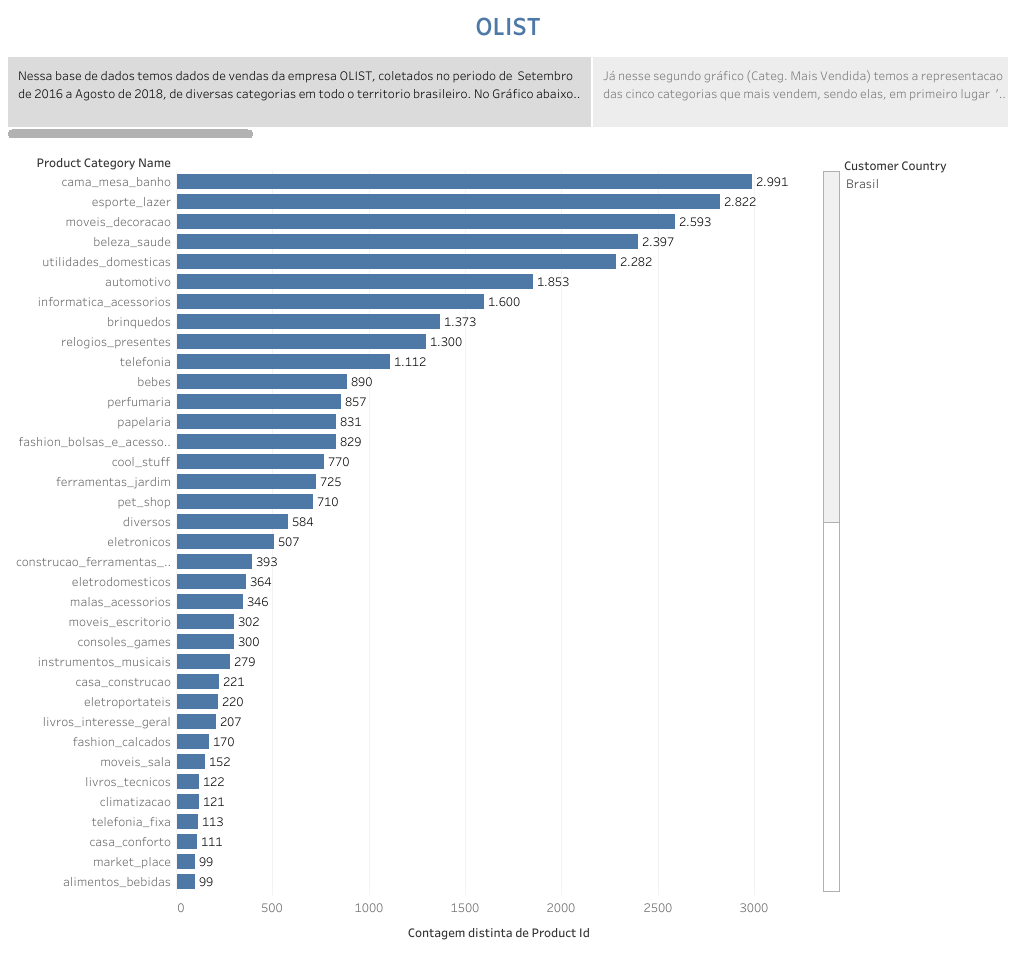 OLIST
Nessa base de dados temos dados de vendas da empresa OLIST, coletados no periodo de Setembro
de 2016 a Agosto de 2018, de diversas categorias em todo o territorio brasileiro. No Gráfico abaixo..
Já nesse segundo gráfico (Categ. Mais Vendida) temos a representacao
das cinco categorias que mais vendem, sendo elas, em primeiro lugar '..
Product Category Name
cama_mesa_banho 2.991
esporte_lazer 2.822
moveis_decoracao 2.593
beleza_saude 2.397
utilidades_domesticas 2.282
automotivo 1.853
informatica_acessorios 1.600
brinquedos 1.373
relogios_presentes 1.300
telefonia 1.112
bebes 890
perfumaria 857
papelaria 831
fashion_bolsas_e_acesso.. 829
cool_stuff 770
ferramentas_jardim 725
pet_shop 710
diversos 584
eletronicos 507
construcao_ferramentas_.. 393
eletrodomesticos 364
malas_acessorios 346
moveis_escritorio 302
consoles_games 300
instrumentos_musicais 279
casa_construcao 221
eletroportateis 220
livros_interesse_geral 207
fashion_calcados 170
moveis_sala 152
livros_tecnicos 122
climatizacao 121
telefonia_fixa 113
casa_conforto 111
market_place 99
alimentos_bebidas 99
0 500 1000 1500 2000 2500 3000
Contagem distinta de Product Id
Customer Country
Brasil